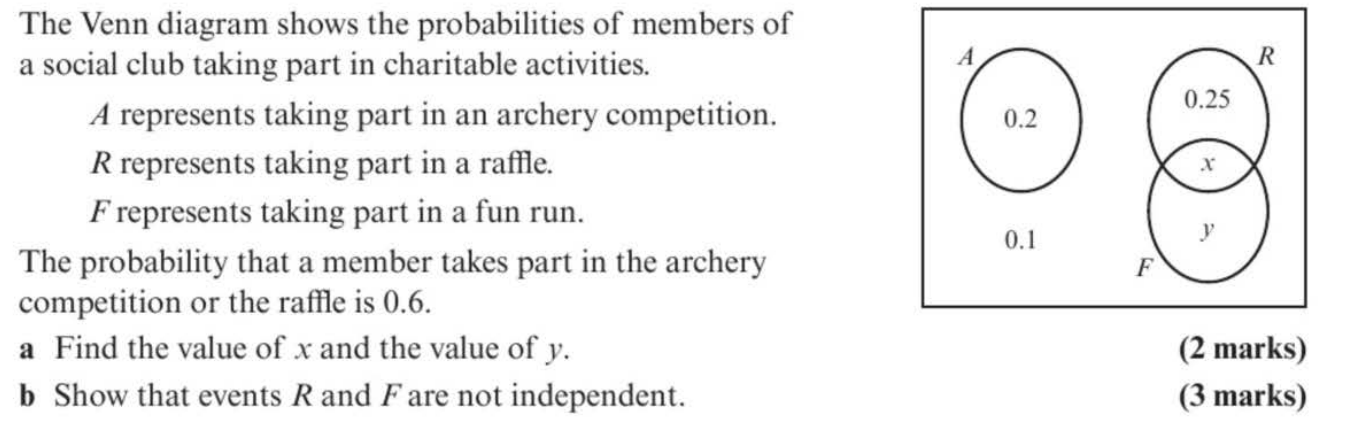 The Venn diagram shows the probabilities of members of
a social club taking part in charitable activities.
A represents taking part in an archery competition.
R represents taking part in a raffle.
F represents taking part in a fun run.
The probability that a member takes part in the archery
competition or the raffle is 0.6.
a Find the value of x and the value of y.
(2 marks)
b Show that events R and F are not independent.
(3 marks)
A
R
0.25
0.2
x
y
0.1
F